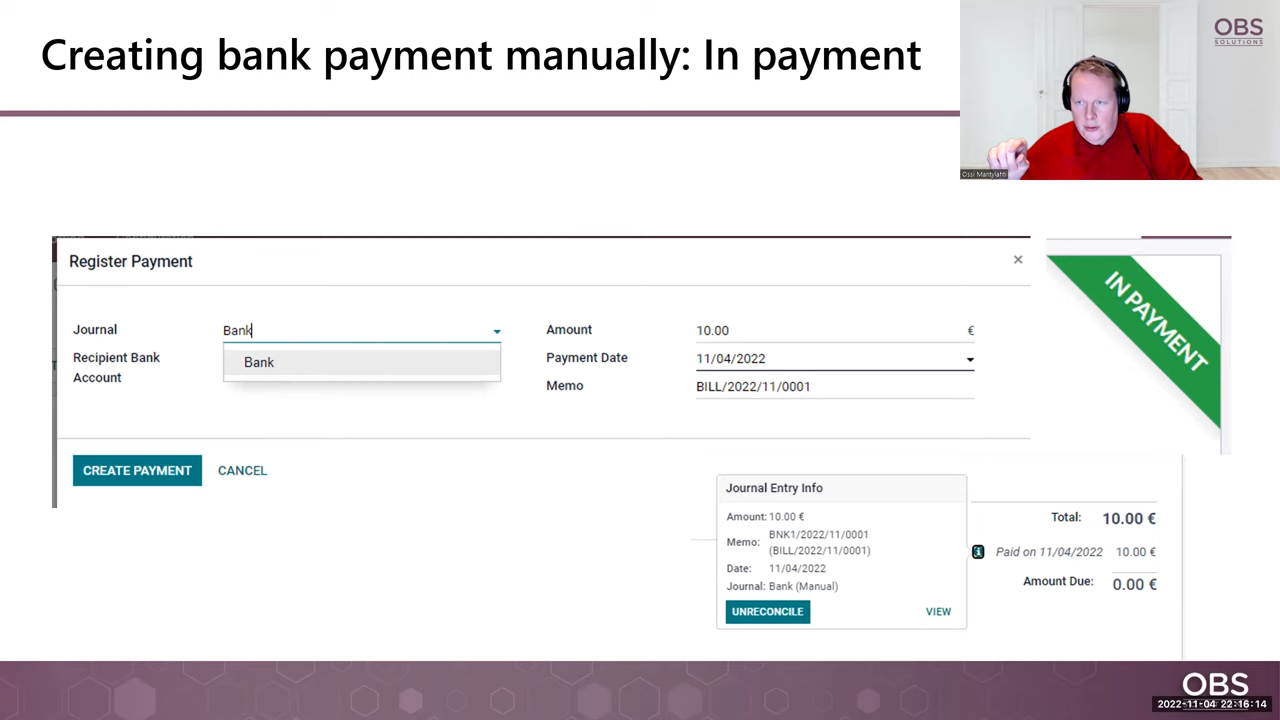 Creating bank payment manually: In payment
OBS
SOLUTIONS
Ossi Mäntylahti
Register Payment
×
Journal
Bank
Bank
Recipient Bank
Account
Amount
10.00
€
Payment Date
11/04/2022
Memo
BILL/2022/11/0001
CREATE PAYMENT
CANCEL
IN PAYMENT
Journal Entry Info
Amount: 10.00 €
Memo: BNK1/2022/11/0001
(BILL/2022/11/0001)
Date: 11/04/2022
Journal: Bank (Manual)
UNRECONCILE
VIEW
Total: 10.00 €
Paid on 11/04/2022 10.00 €
Amount Due: 0.00 €
OBS
2022-11-04 22:16:14